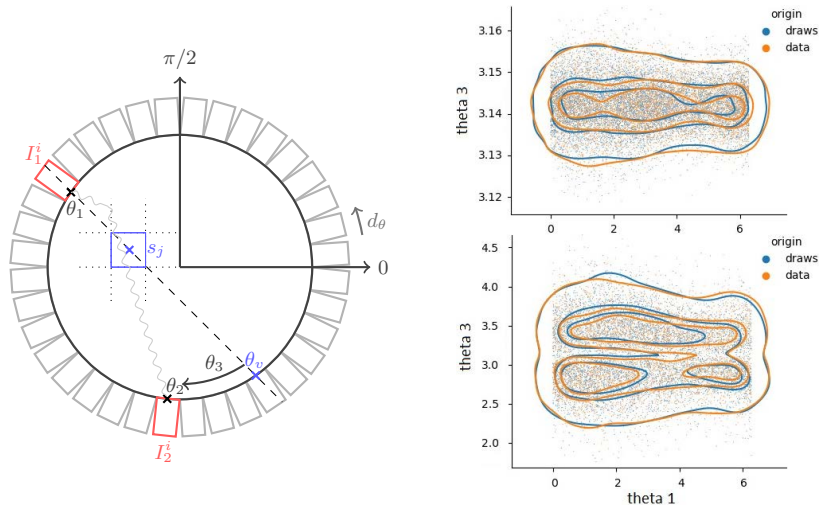 π/2
I₁ⁱ
θ₁
s_j
d_θ
0
θ₃
θ_v
θ₂
I₂ⁱ
origin
draws
data
3.16
3.15
3.14
3.13
3.12
theta 3
0
2
4
6
origin
draws
data
4.5
4.0
3.5
3.0
2.5
2.0
theta 3
0
2
4
6
theta 1